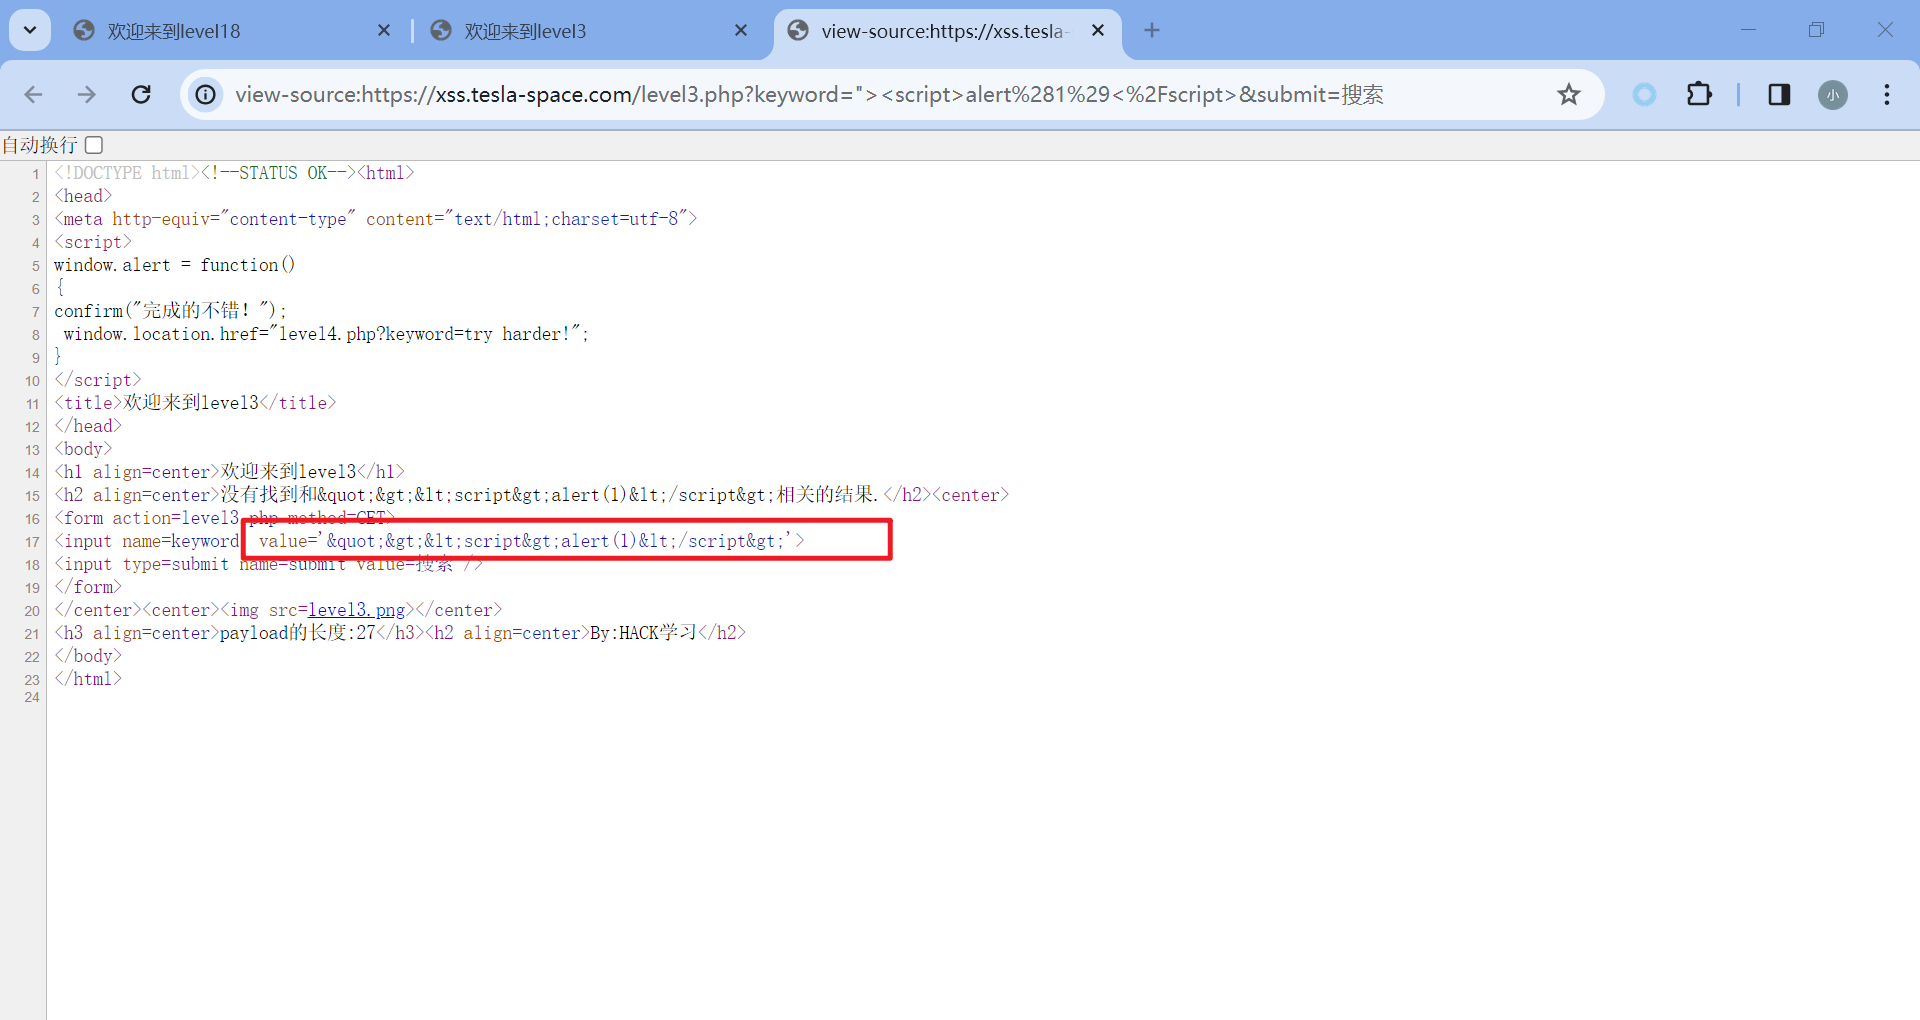 欢迎来到level18
欢迎来到level3
view-source:https://xss.tesla-
view-source:https://xss.tesla-space.com/level3.php?keyword="><script>alert%281%29<%2Fscript>&submit=搜索
小
自动换行
1 <!DOCTYPE html><!--STATUS OK--><html>
2 <head>
3 <meta http-equiv="content-type" content="text/html;charset=utf-8">
4 <script>
5 window.alert = function()
6 {
7 confirm("完成的不错！");
8  window.location.href="level4.php?keyword=try harder!";
9 }
10 </script>
11 <title>欢迎来到level3</title>
12 </head>
13 <body>
14 <h1 align=center>欢迎来到level3</h1>
15 <h2 align=center>没有找到和&quot;&gt;&lt;script&gt;alert(1)&lt;/script&gt;相关的结果.</h2><center>
16 <form action=level3.php method=GET>
17 <input name=keyword  value='&quot;&gt;&lt;script&gt;alert(1)&lt;/script&gt;'>
18 <input type=submit name=submit value=搜索 />
19 </form>
20 </center><center><img src=level3.png></center>
21 <h3 align=center>payload的长度:27</h3><h2 align=center>By:HACK学习</h2>
22 </body>
23 </html>
24